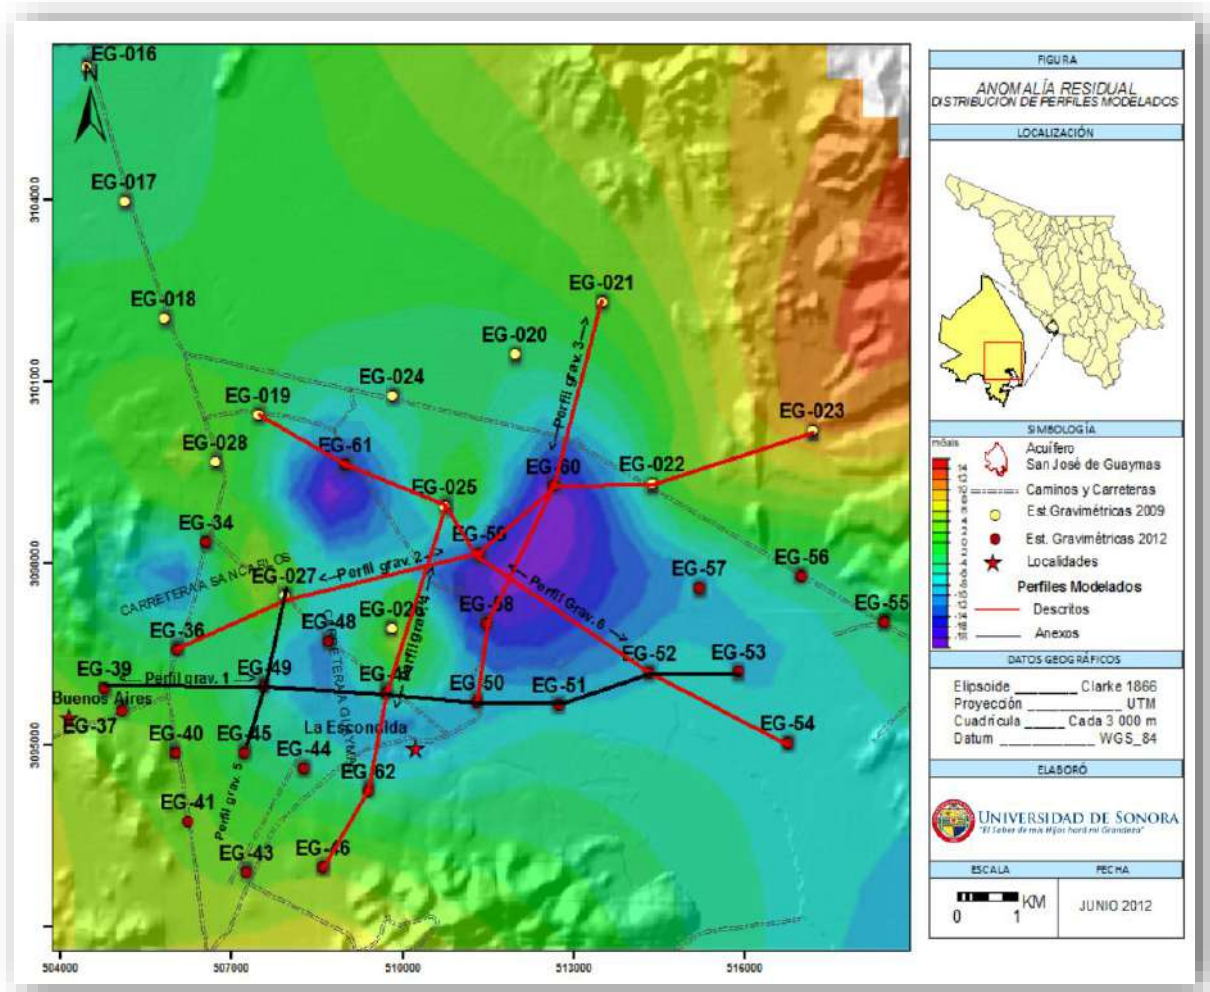 EG-016
N
EG-017
EG-018
EG-021
EG-020
Perfil grav. 3
EG-024
EG-019
EG-023
EG-028
EG-61
EG-60
EG-022
EG-025
EG-34
EG-59
EG-56
CARRETERA A SAN CARLOS
Perfil grav. 2
EG-57
EG-027
EG-55
EG-48
EG-58
Perfil Grav. 6
EG-36
Perfil grav. 4
CARRETERA A GUAYMAS
EG-39
Perfil grav. 1
EG-49
EG-52
EG-53
Buenos Aires
EG-50
EG-51
EG-37
La Escondida
EG-54
EG-40
EG-45
EG-44
EG-62
EG-41
Perfil grav. 5
EG-43
EG-46
504000
507000
510000
513000
516000
FIGURA
ANOMALÍA RESIDUAL
DISTRIBUCIÓN DE PERFILES MODELADOS
LOCALIZACIÓN
SIMBOLOGÍA
Acuífero
San José de Guaymas
Caminos y Carreteras
Est Gravimétricas 2009
Est. Gravimétricas 2012
Localidades
Perfiles Modelados
Descritos
Anexos
DATOS GEOGRÁFICOS
Elipsoide Clarke 1866
Proyección UTM
Cuadrícula Cada 3 000 m
Datum WGS_84
ELABORÓ
UNIVERSIDAD DE SONORA
"El Saber de mis Hijos hará mi Grandeza"
ESCALA
FECHA
KM
0 1
JUNIO 2012